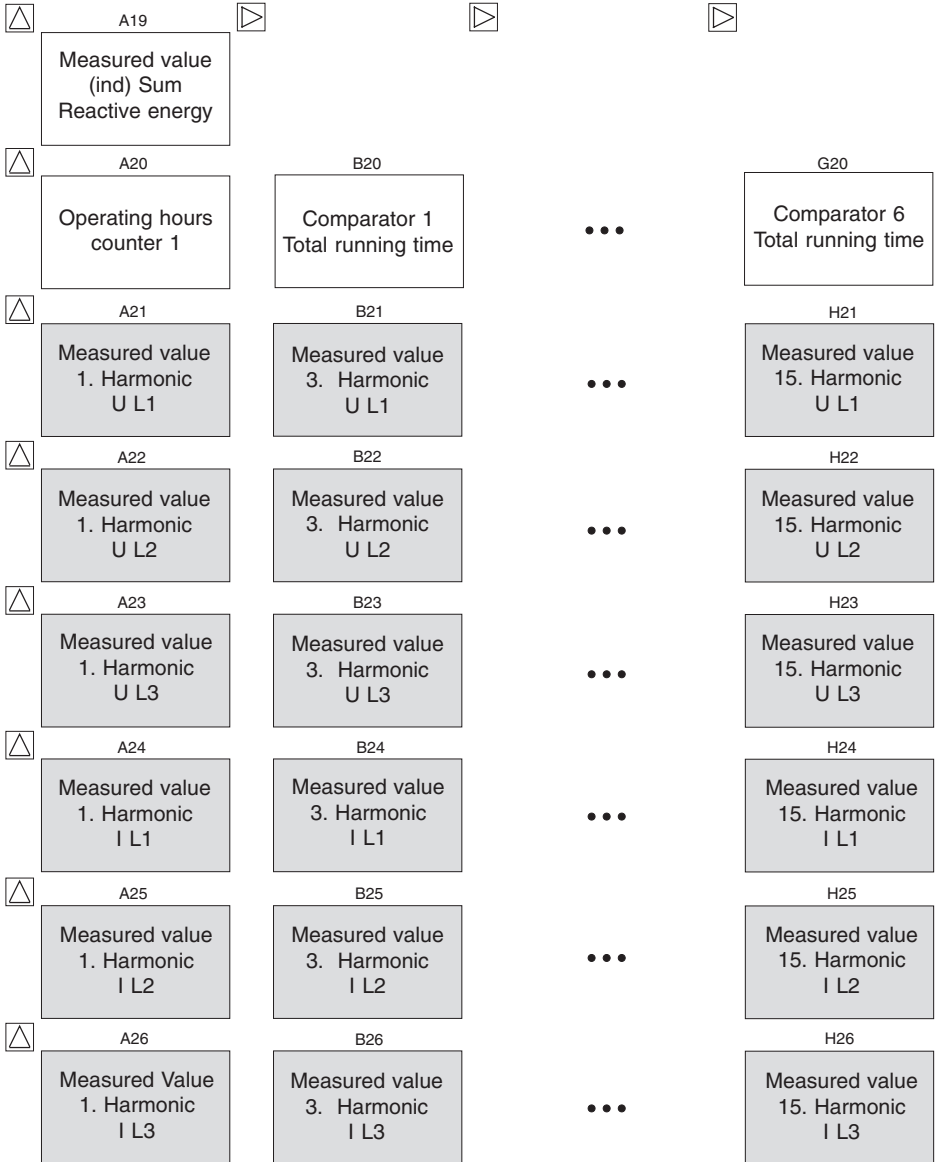 A19
Measured value
(ind) Sum
Reactive energy
A20
Operating hours
counter 1
B20
Comparator 1
Total running time
G20
Comparator 6
Total running time
A21
Measured value
1. Harmonic
U L1
B21
Measured value
3. Harmonic
U L1
H21
Measured value
15. Harmonic
U L1
A22
Measured value
1. Harmonic
U L2
B22
Measured value
3. Harmonic
U L2
H22
Measured value
15. Harmonic
U L2
A23
Measured value
1. Harmonic
U L3
B23
Measured value
3. Harmonic
U L3
H23
Measured value
15. Harmonic
U L3
A24
Measured value
1. Harmonic
I L1
B24
Measured value
3. Harmonic
I L1
H24
Measured value
15. Harmonic
I L1
A25
Measured value
1. Harmonic
I L2
B25
Measured value
3. Harmonic
I L2
H25
Measured value
15. Harmonic
I L2
A26
Measured Value
1. Harmonic
I L3
B26
Measured value
3. Harmonic
I L3
H26
Measured value
15. Harmonic
I L3